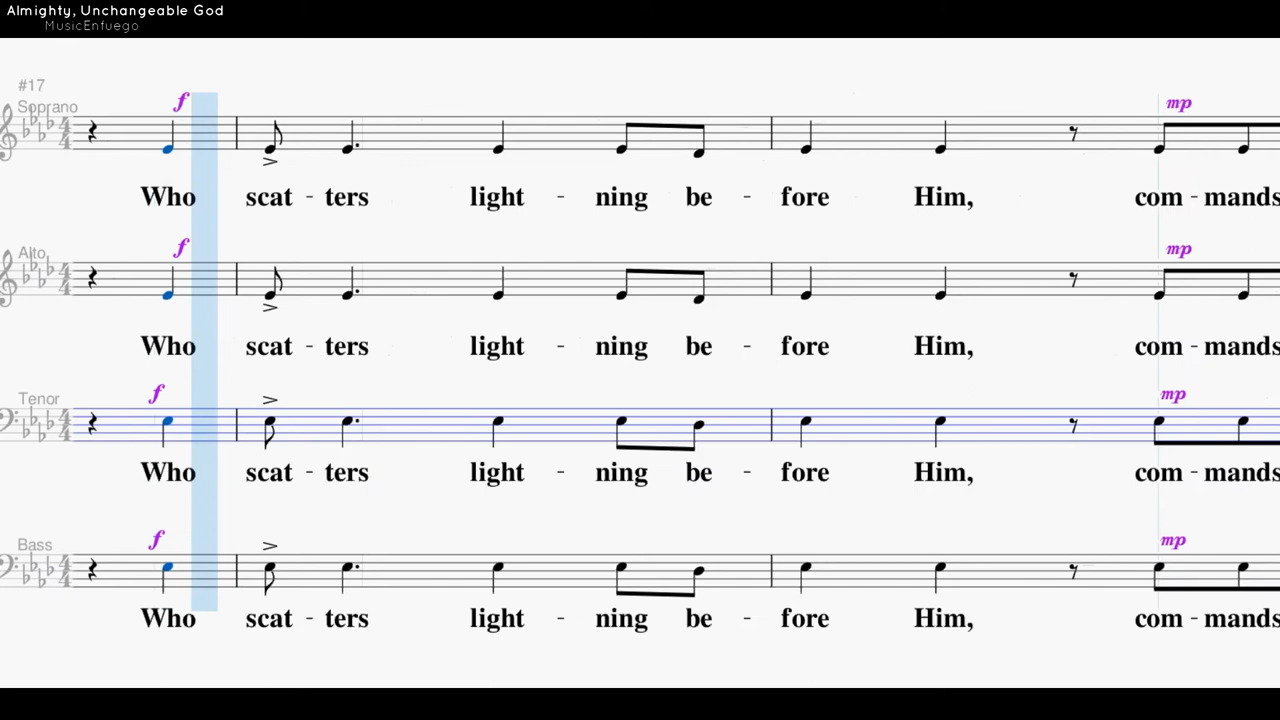 Almighty, Unchangeable God
MusicEnfuego
#17
Soprano
f
mp
Who scat - ters light - ning be - fore Him, com - mands
Alto
f
mp
Who scat - ters light - ning be - fore Him, com - mands
Tenor
f
mp
Who scat - ters light - ning be - fore Him, com - mands
Bass
f
mp
Who scat - ters light - ning be - fore Him, com - mands